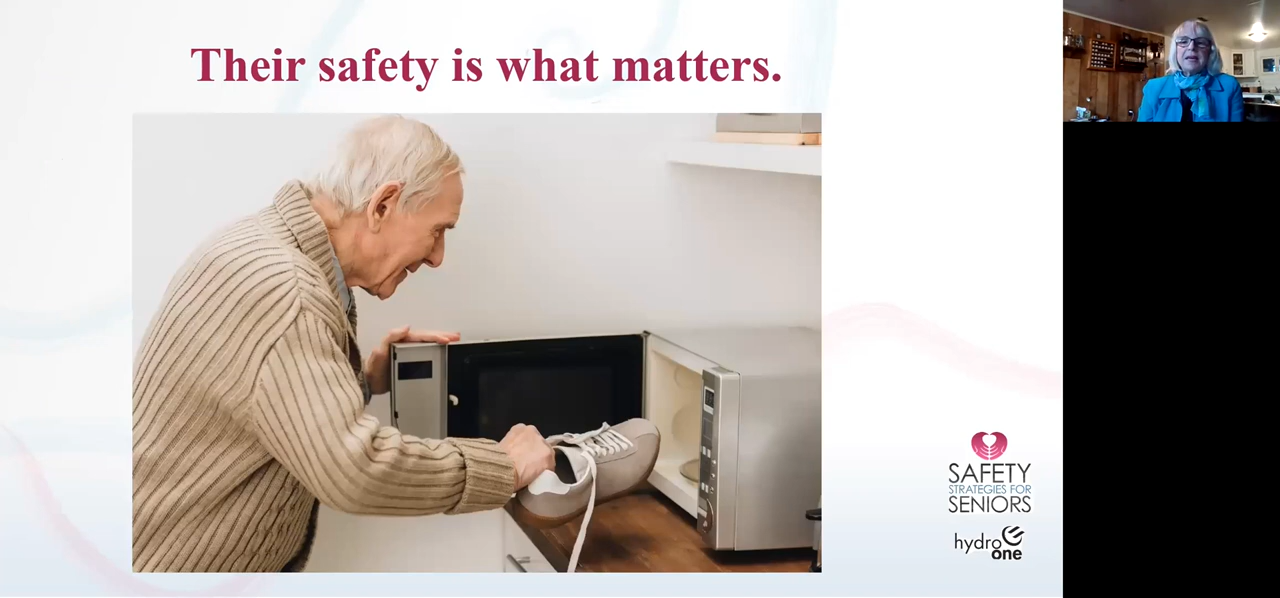 Their safety is what matters.
SAFETY
STRATEGIES FOR
SENIORS
hydro
one